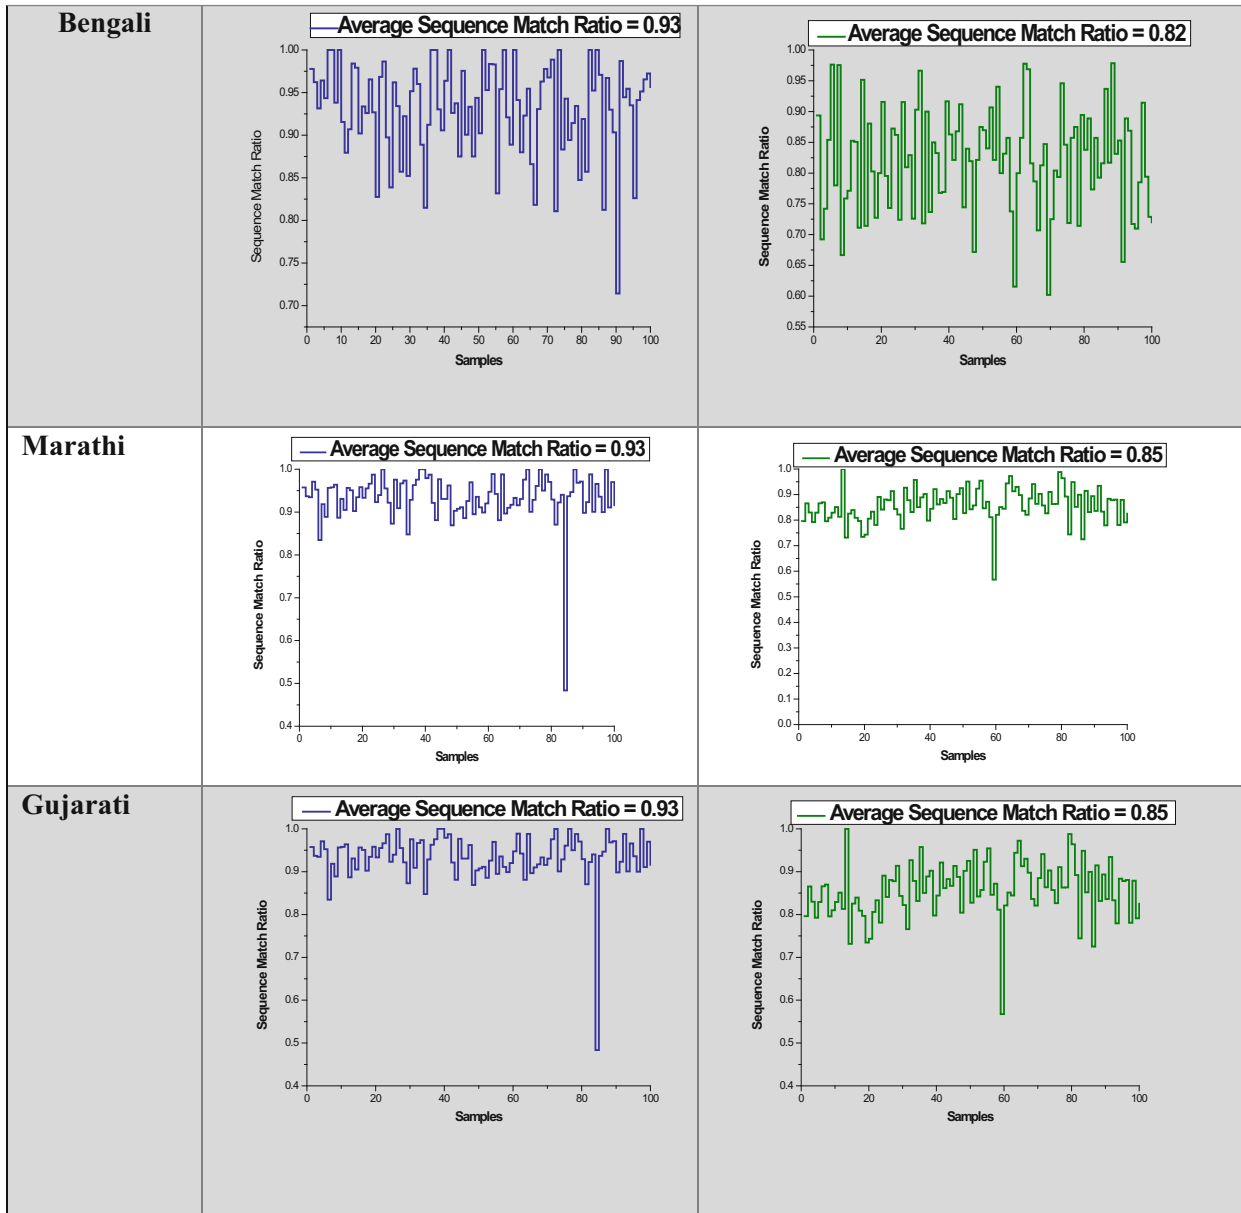 Bengali
Average Sequence Match Ratio = 0.93
1.00
0.95
0.90
0.85
0.80
0.75
0.70
Sequence Match Ratio
0 10 20 30 40 50 60 70 80 90 100
Samples
Average Sequence Match Ratio = 0.82
1.00
0.95
0.90
0.85
0.80
0.75
0.70
0.65
0.60
0.55
Sequence Match Ratio
0 20 40 60 80 100
Samples
Marathi
Average Sequence Match Ratio = 0.93
1.0
0.9
0.8
0.7
0.6
0.5
0.4
Sequence Match Ratio
0 20 40 60 80 100
Samples
Average Sequence Match Ratio = 0.85
1.0
0.9
0.8
0.7
0.6
0.5
0.4
0.3
0.2
0.1
0.0
Sequence Match Ratio
0 20 40 60 80 100
Samples
Gujarati
Average Sequence Match Ratio = 0.93
1.0
0.9
0.8
0.7
0.6
0.5
0.4
Sequence Match Ratio
0 20 40 60 80 100
Samples
Average Sequence Match Ratio = 0.85
1.0
0.9
0.8
0.7
0.6
0.5
0.4
Sequence Match Ratio
0 20 40 60 80 100
Samples